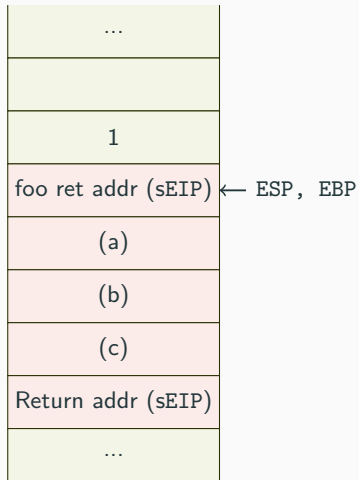 ...
1
foo ret addr (sEIP) ← ESP, EBP
(a)
(b)
(c)
Return addr (sEIP)
...